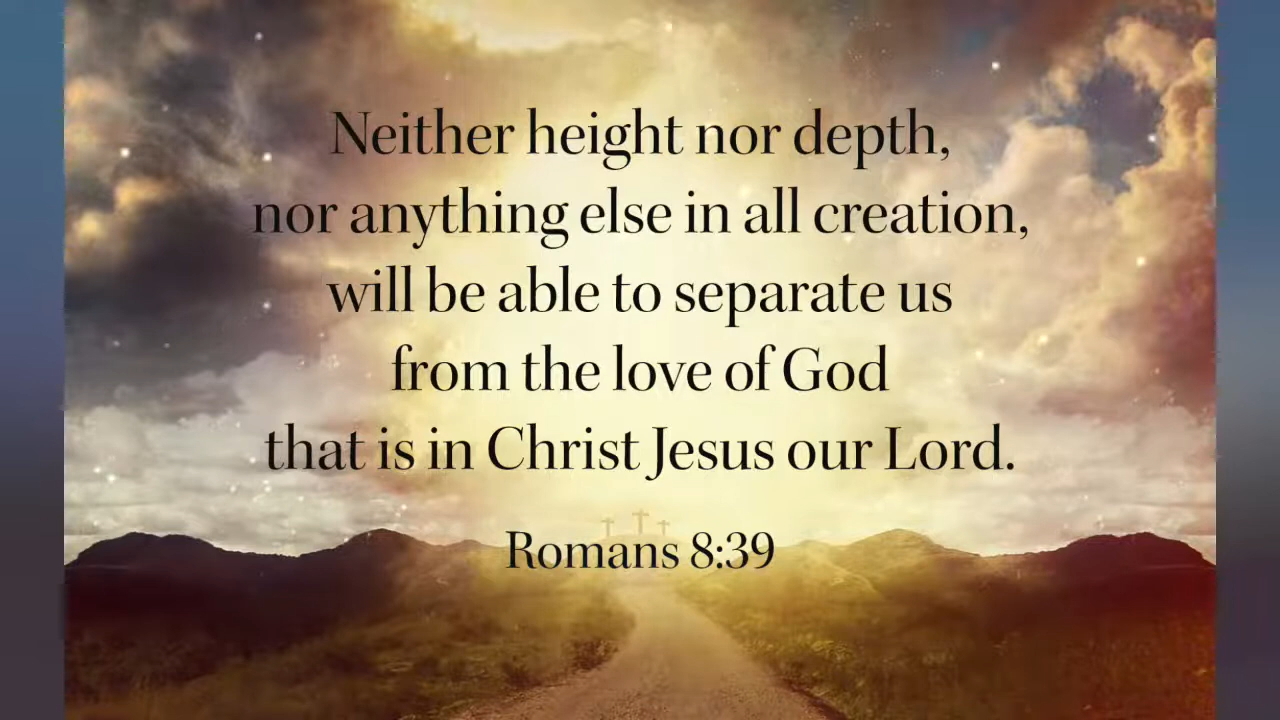 Neither height nor depth,
nor anything else in all creation,
will be able to separate us
from the love of God
that is in Christ Jesus our Lord.
Romans 8:39